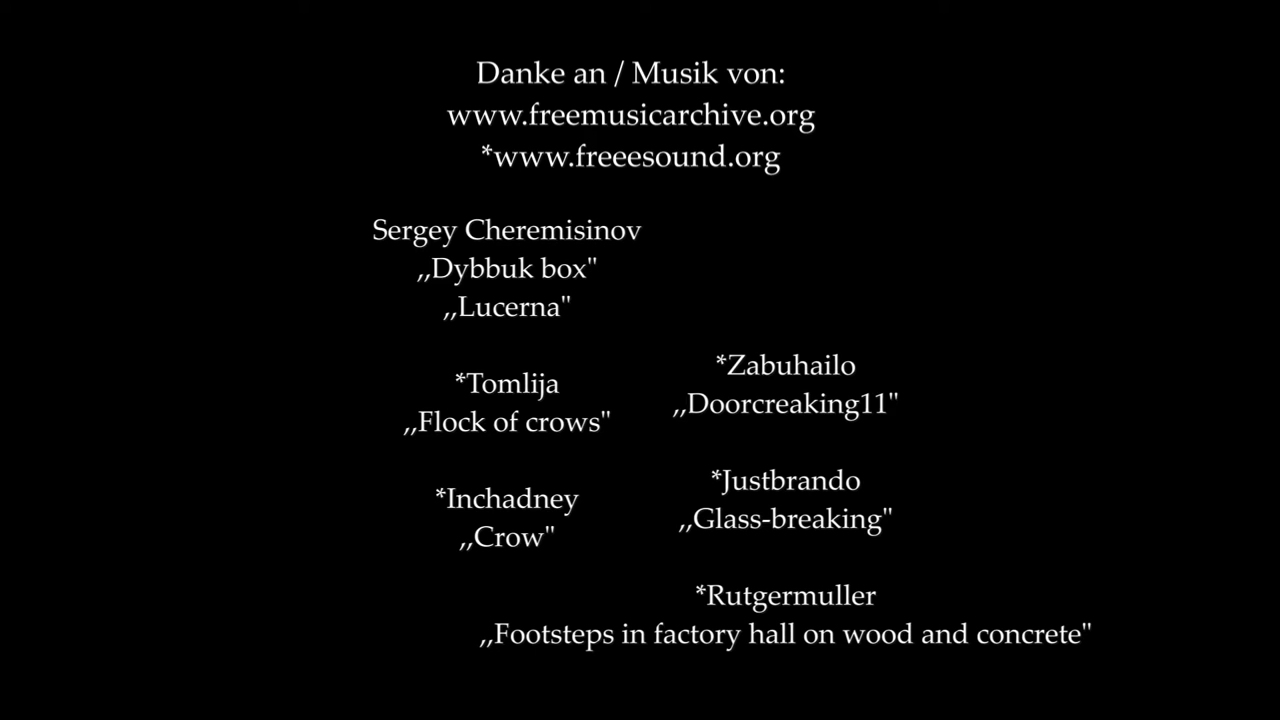 Danke an / Musik von:
www.freemusicarchive.org
*www.freeesound.org
Sergey Cheremisinov
,,Dybbuk box"
,,Lucerna"
*Tomlija
,,Flock of crows"
*Inchadney
,,Crow"
*Zabuhailo
,,Doorcreaking11"
*Justbrando
,,Glass-breaking"
*Rutgermuller
,,Footsteps in factory hall on wood and concrete"